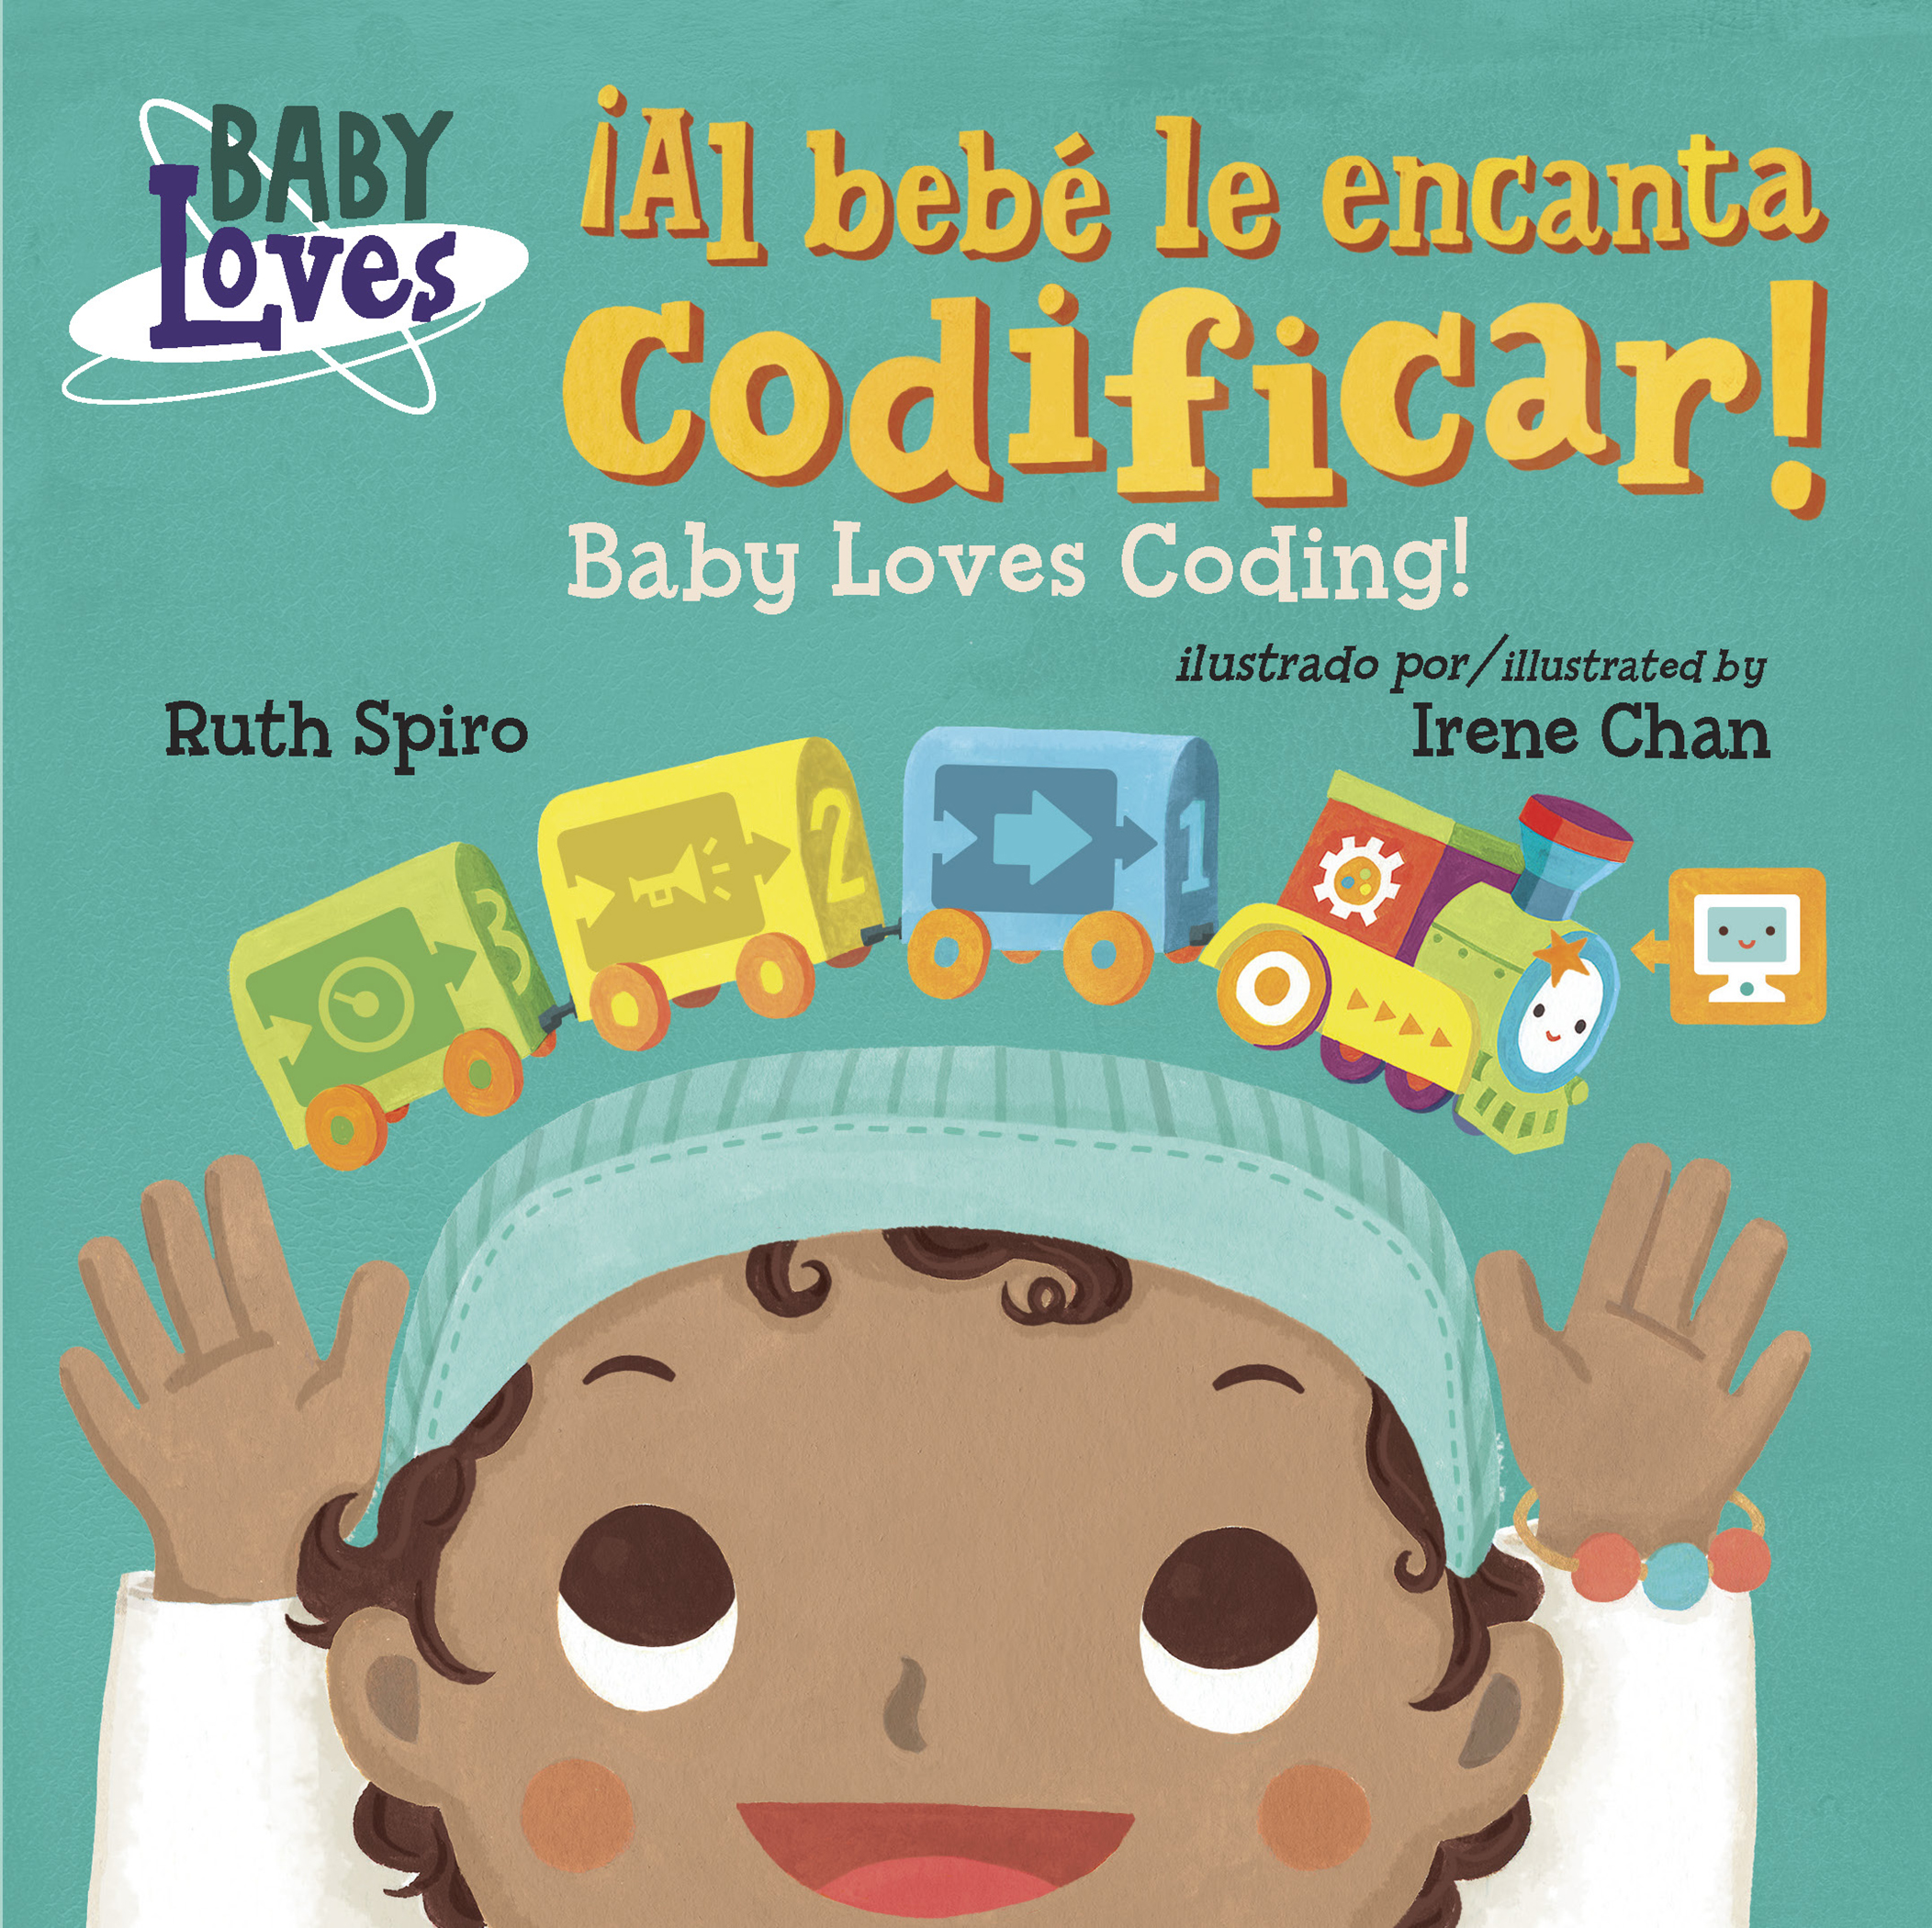 BABY
Loves
¡Al bebé le encanta
Codificar!
Baby Loves Coding!
ilustrado por/illustrated by
Ruth Spiro
Irene Chan
3
2
1